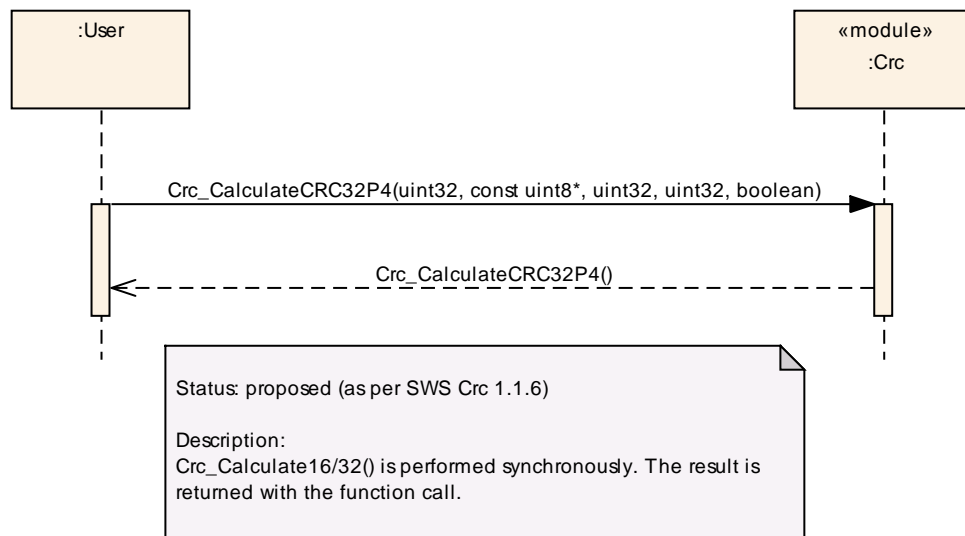 :User
«module»
:Crc
Crc_CalculateCRC32P4(uint32, const uint8*, uint32, uint32, boolean)
Crc_CalculateCRC32P4()
Status: proposed (as per SWS Crc 1.1.6)
Description:
Crc_Calculate16/32() is performed synchronously. The result is
returned with the function call.